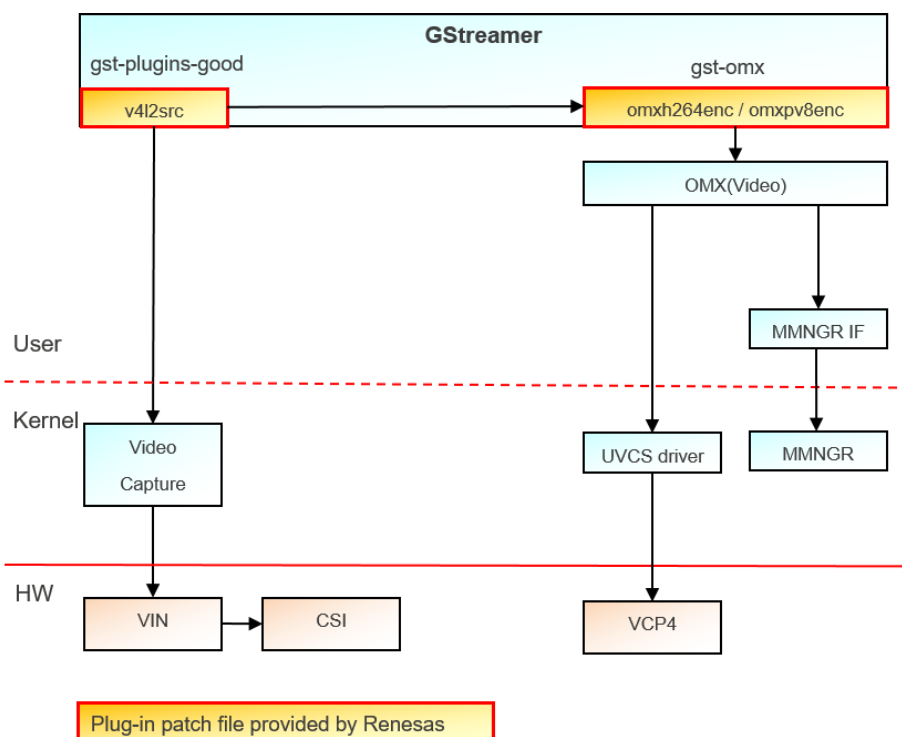 GStreamer
gst-plugins-good
gst-omx
v4l2src
omxh264enc / omxpv8enc
OMX(Video)
MMNGR IF
User
Kernel
Video
Capture
UVCS driver
MMNGR
HW
VIN
CSI
VCP4
Plug-in patch file provided by Renesas